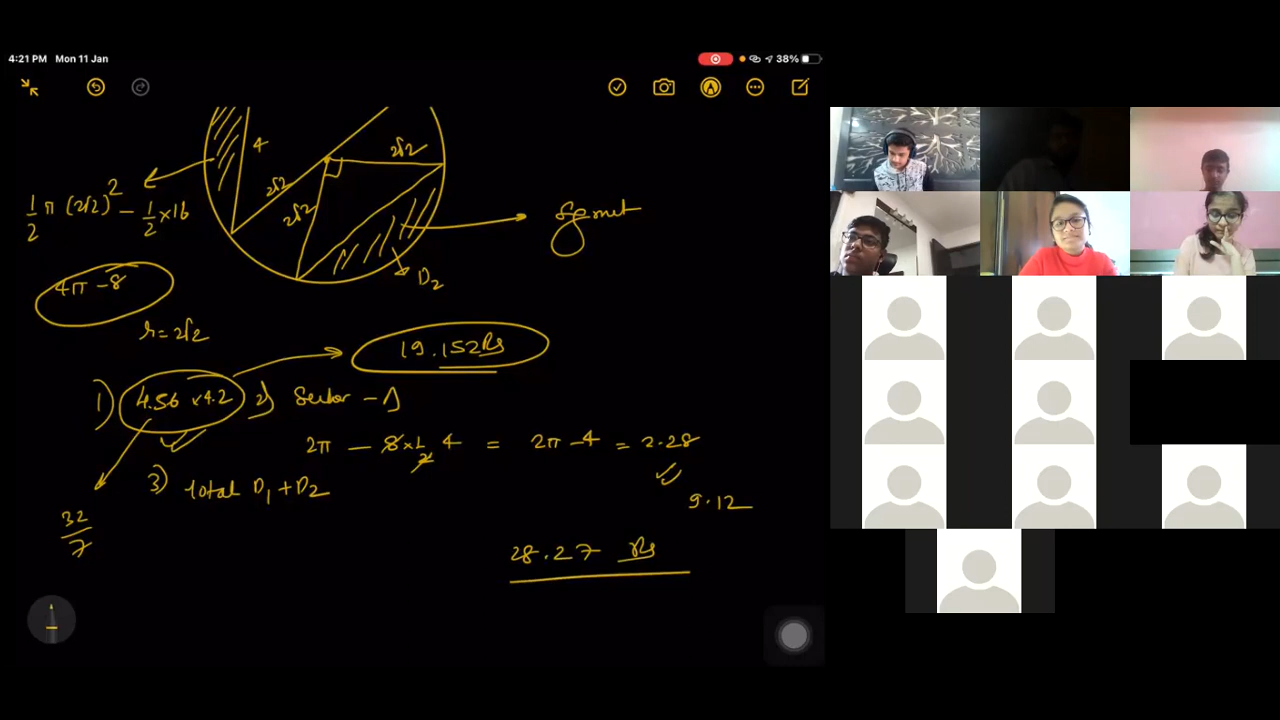 4:21 PM Mon 11 Jan
38%
4
2√2
2√2
2√2
1/2 π (2√2)² - 1/2 × 16
Segment
D2
4π - 8
r = 2√2
19.152 Rs
1) 4.56 × 4.2 2) Sector - Δ
2π - 8 × 1/2 4 = 2π - 4 = 2.28
3) total D1 + D2
9.12
32/7
28.27 Rs